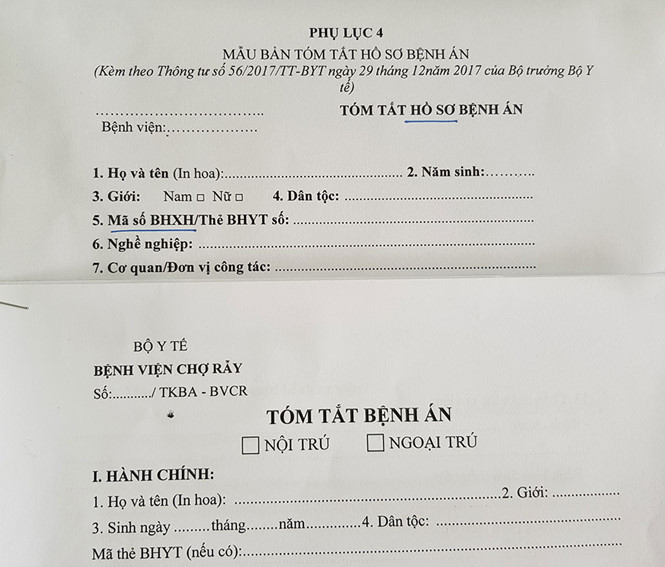 PHỤ LỤC 4
MẪU BẢN TÓM TẮT HỒ SƠ BỆNH ÁN
(Kèm theo Thông tư số 56/2017/TT-BYT ngày 29 tháng 12năm 2017 của Bộ trưởng Bộ Y
tế)
.................................. TÓM TẮT HỒ SƠ BỆNH ÁN
Bệnh viện:...................
1. Họ và tên (In hoa):...................................... 2. Năm sinh:...........
3. Giới: Nam □ Nữ □ 4. Dân tộc: ........................................
5. Mã số BHXH/Thẻ BHYT số: ....................................................
6. Nghề nghiệp: ........................................................................
7. Cơ quan/Đơn vị công tác: ........................................................
BỘ Y TẾ
BỆNH VIỆN CHỢ RẪY
Số:........../ TKBA - BVCR
TÓM TẮT BỆNH ÁN
□ NỘI TRÚ □ NGOẠI TRÚ
I. HÀNH CHÍNH:
1. Họ và tên (In hoa): ......................................................2. Giới: ..............
3. Sinh ngày .........tháng........năm.............4. Dân tộc: ......................................
Mã thẻ BHYT (nếu có):..............................................................................